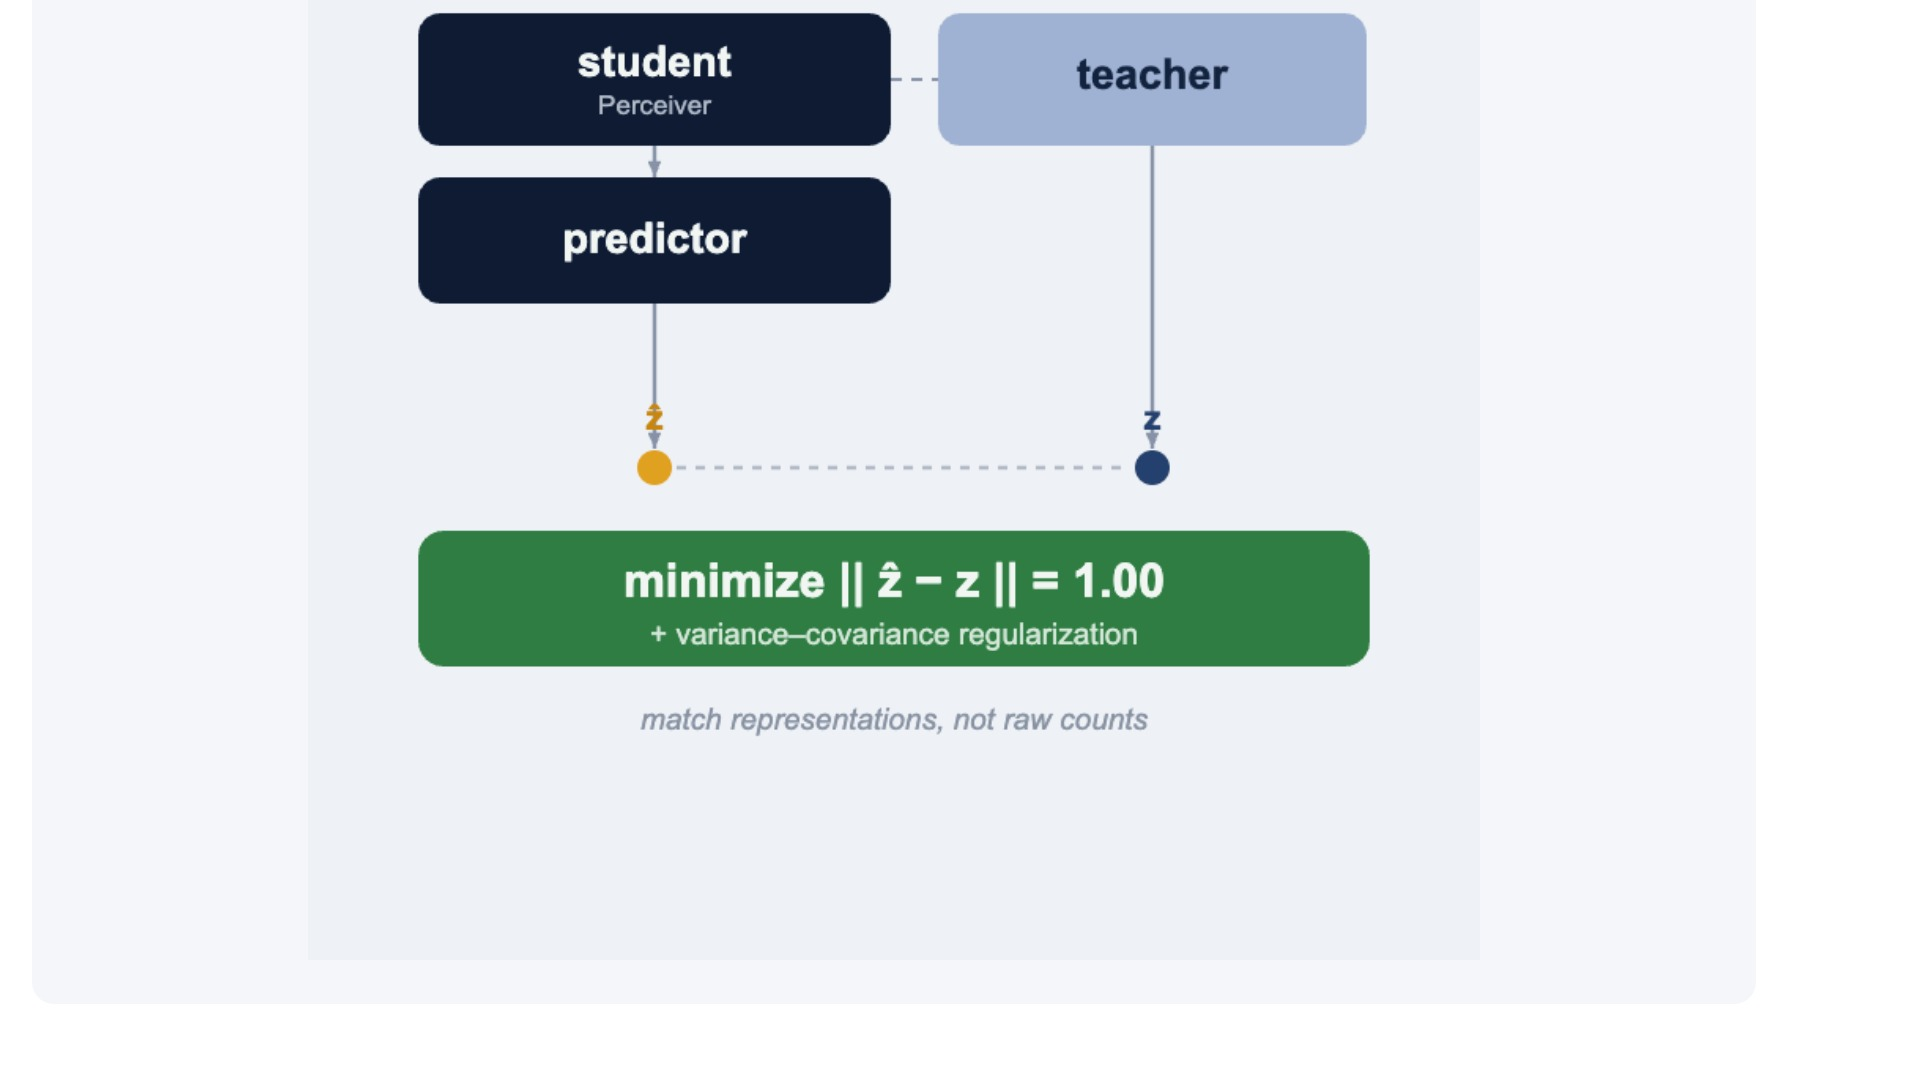 student
Perceiver
teacher
predictor
ẑ
z
minimize || ẑ − z || = 1.00
+ variance–covariance regularization
match representations, not raw counts